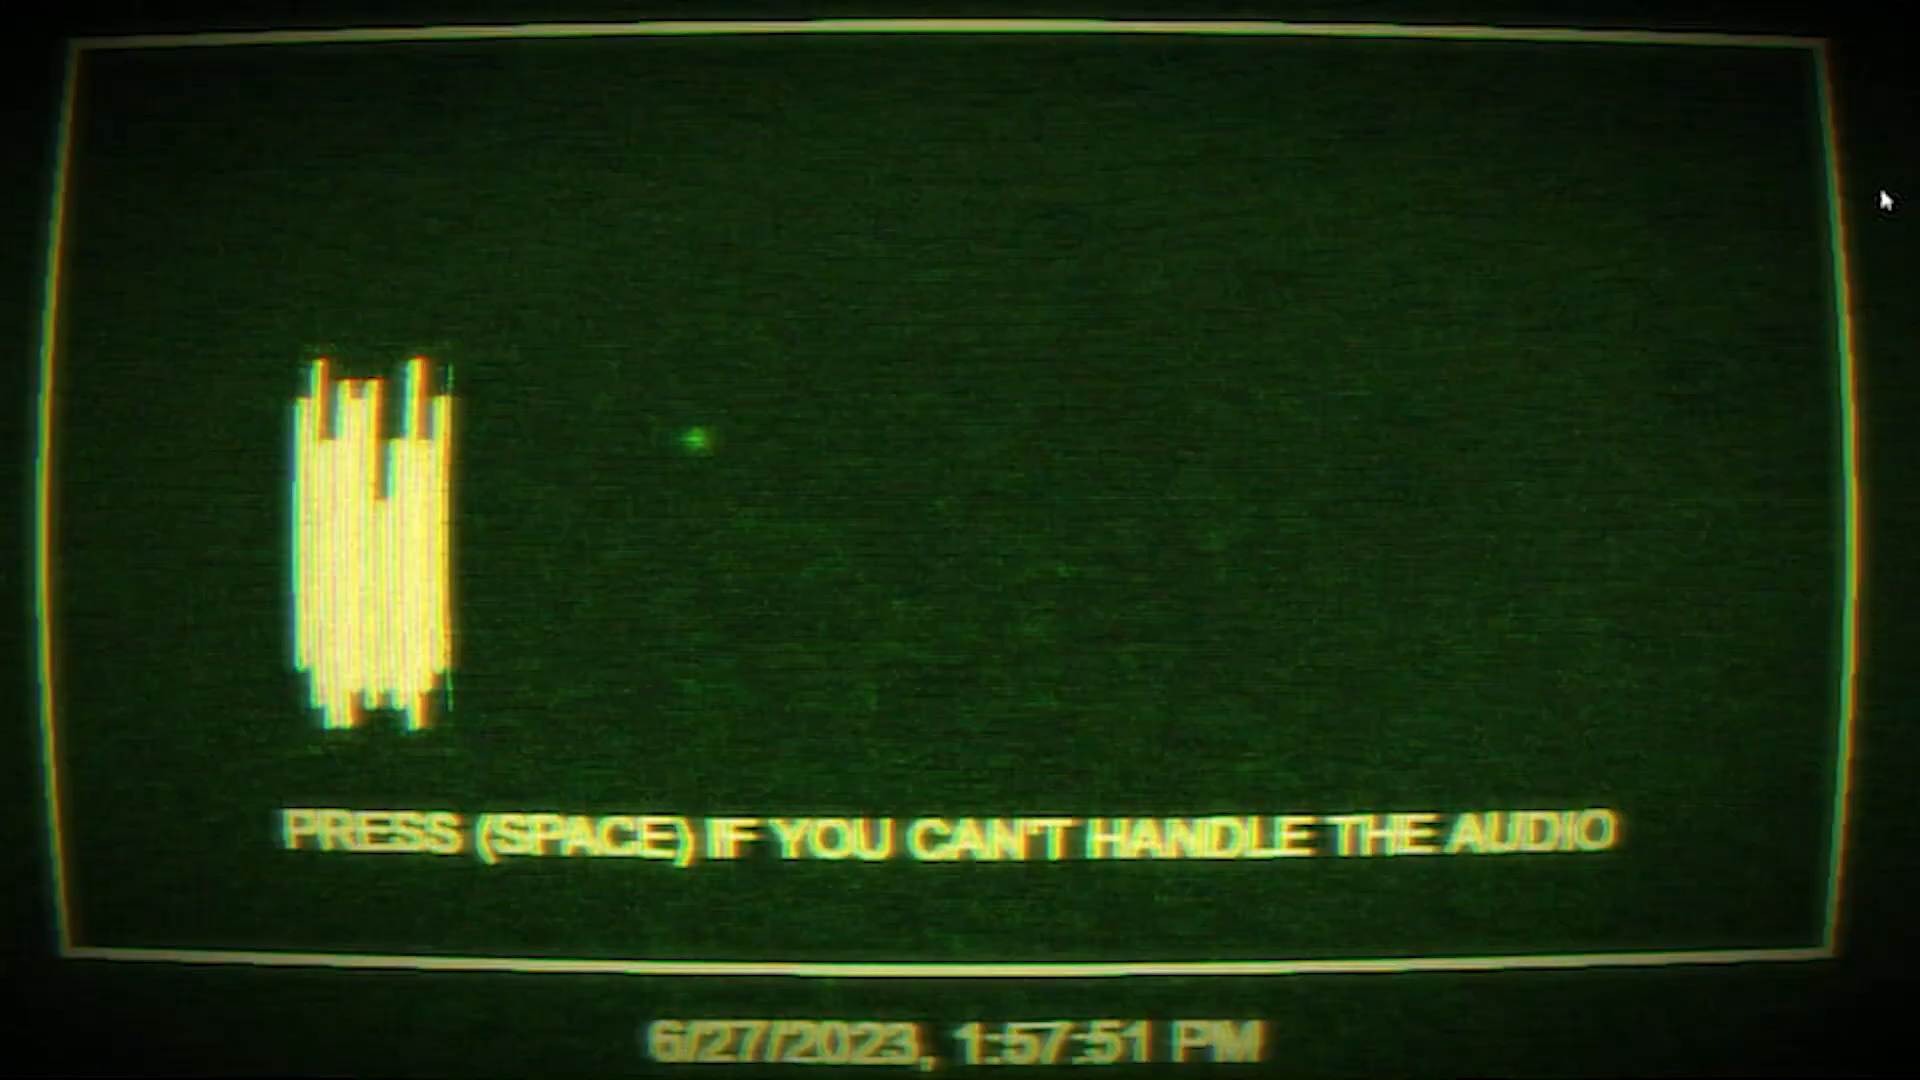 PRESS (SPACE) IF YOU CAN'T HANDLE THE AUDIO
6/27/2023, 1:57:51 PM